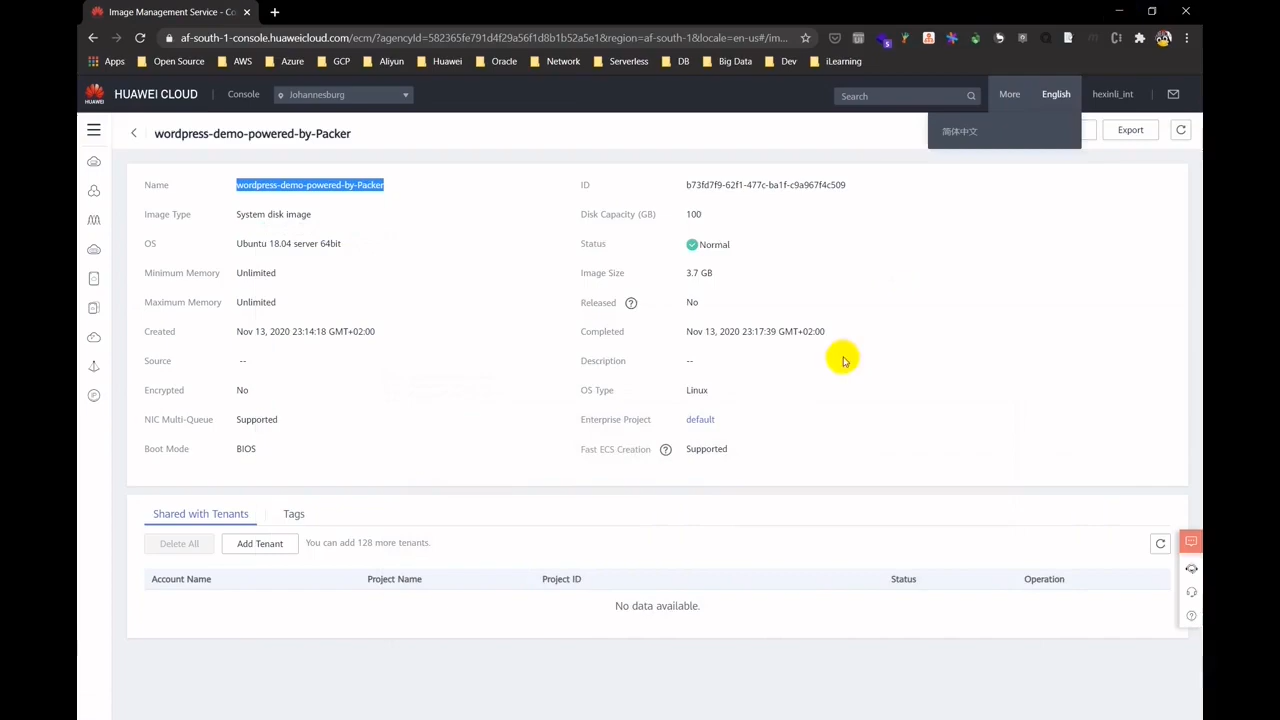 Image Management Service - Co
af-south-1-console.huaweicloud.com/ecm/?agencyId=582365fe917d4f29a56f1d8b1b52a5e1&region=af-south-1&locale=en-us#/im...
Apps Open Source AWS Azure GCP Aliyun Huawei Oracle Network Serverless DB Big Data Dev iLearning
HUAWEI
HUAWEI CLOUD Console Johannesburg Search More English hexinli_int
wordpress-demo-powered-by-Packer 简体中文 Export
Name wordpress-demo-powered-by-Packer ID b73fd7f9-62f1-477c-ba1f-c9a967f4c509
Image Type System disk image Disk Capacity (GB) 100
OS Ubuntu 18.04 server 64bit Status Normal
Minimum Memory Unlimited Image Size 3.7 GB
Maximum Memory Unlimited Released ? No
Created Nov 13, 2020 23:14:18 GMT+02:00 Completed Nov 13, 2020 23:17:39 GMT+02:00
Source -- Description --
Encrypted No OS Type Linux
NIC Multi-Queue Supported Enterprise Project default
Boot Mode BIOS Fast ECS Creation ? Supported
Shared with Tenants Tags
Delete All Add Tenant You can add 128 more tenants.
Account Name Project Name Project ID Status Operation
No data available.